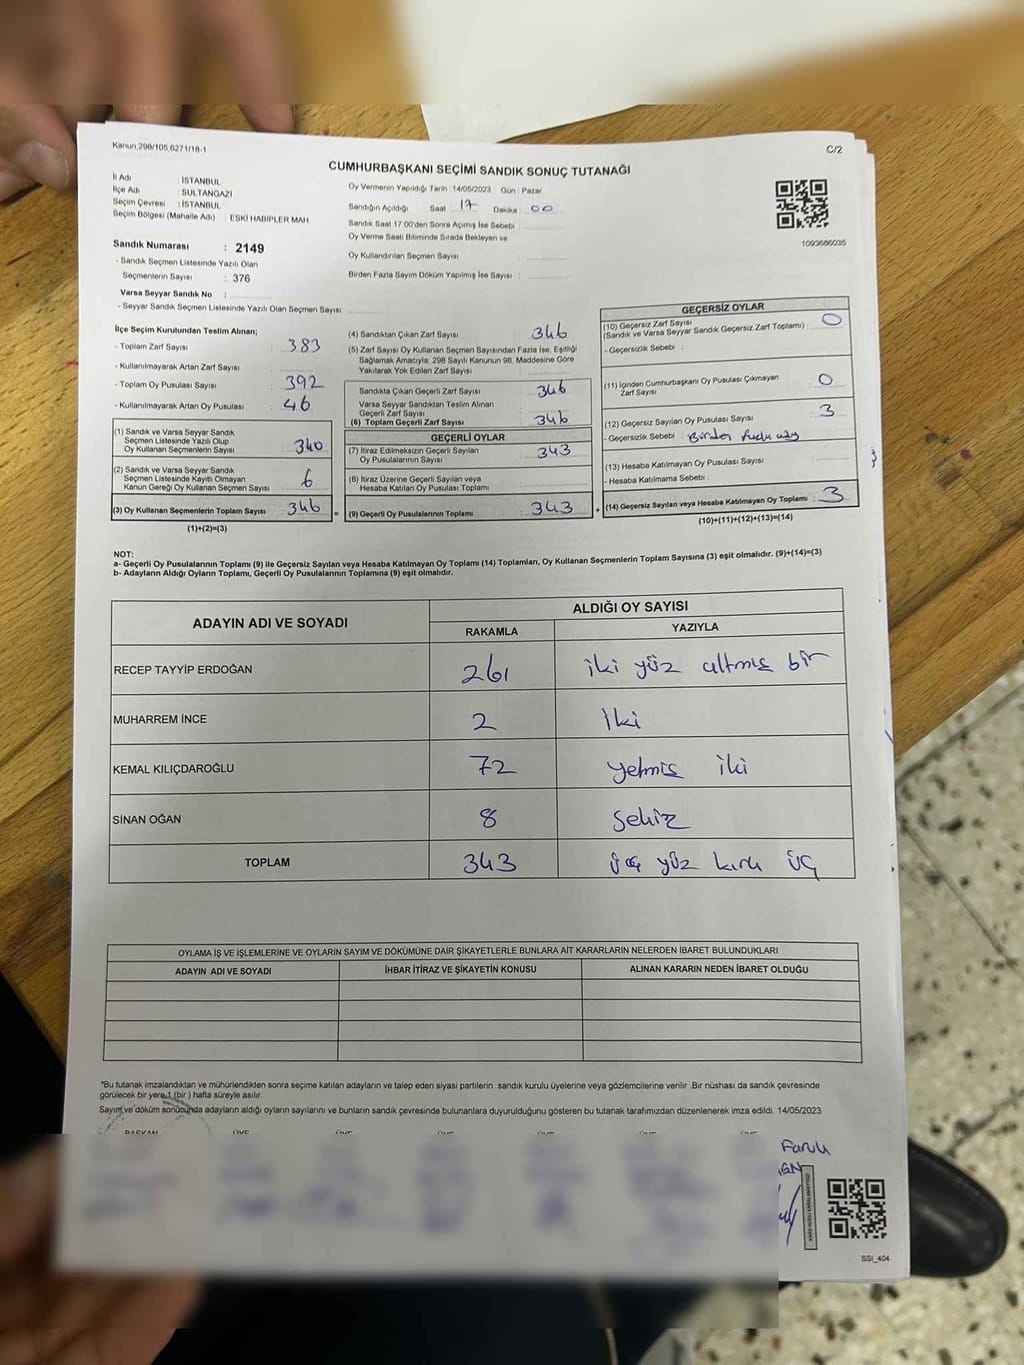 Kanun:298/105,6271/18-1
C/2
CUMHURBAŞKANI SEÇİMİ SANDIK SONUÇ TUTANAĞI
İl Adı : İSTANBUL
İlçe Adı : SULTANGAZİ
Seçim Çevresi : İSTANBUL
Seçim Bölgesi (Mahalle Adı) : ESKİ HABİPLER MAH
Sandık Numarası : 2149
- Sandık Seçmen Listesinde Yazılı Olan
Seçmenlerin Sayısı : 376
Varsa Seyyar Sandık No :
- Seyyar Sandık Seçmen Listesinde Yazılı Olan Seçmen Sayısı:
Oy Vermenin Yapıldığı Tarih : 14/05/2023 Gün : Pazar
Sandığın Açıldığı Saat : 17 Dakika : 00
Sandık Saat 17:00'den Sonra Açımış İse Sebebi :
Oy Verme Saati Bitiminde Sırada Bekleyen ve
Oy Kullandırılan Seçmen Sayısı :
Birden Fazla Sayım Döküm Yapılmış İse Sayısı :
1093686035
İlçe Seçim Kurulundan Teslim Alınan;
- Toplam Zarf Sayısı : 383
- Kullanılmayarak Artan Zarf Sayısı :
- Toplam Oy Pusulası Sayısı : 392
- Kullanılmayarak Artan Oy Pusulası : 46
(1) Sandık ve Varsa Seyyar Sandık
Seçmen Listesinde Yazılı Olup
Oy Kullanan Seçmenlerin Sayısı : 340
(2) Sandık ve Varsa Seyyar Sandık
Seçmen Listesinde Kayıtlı Olmayan
Kanun Gereği Oy Kullanan Seçmen Sayısı : 6
(3) Oy Kullanan Seçmenlerin Toplam Sayısı : 346
(1)+(2)=(3)
(4) Sandıktan Çıkan Zarf Sayısı : 346
(5) Zarf Sayısı Oy Kullanan Seçmen Sayısından Fazla İse, Eşitliği
Sağlamak Amacıyla, 298 Sayılı Kanunun 98. Maddesine Göre
Yakılarak Yok Edilen Zarf Sayısı :
Sandıkta Çıkan Geçerli Zarf Sayısı : 346
Varsa Seyyar Sandıktan Teslim Alınan
Geçerli Zarf Sayısı :
(6) Toplam Geçerli Zarf Sayısı : 346
GEÇERLİ OYLAR
(7) İtiraz Edilmeksizin Geçerli Sayılan
Oy Pusulalarının Sayısı : 343
(8) İtiraz Üzerine Geçerli Sayılan veya
Hesaba Katılan Oy Pusulası Toplamı :
= (9) Geçerli Oy Pusulalarının Toplamı : 343
GEÇERSİZ OYLAR
(10) Geçersiz Zarf Sayısı
(Sandık ve Varsa Seyyar Sandık Geçersiz Zarf Toplamı) : 0
- Geçersizlik Sebebi :
(11) İçinden Cumhurbaşkanı Oy Pusulası Çıkmayan
Zarf Sayısı : 0
(12) Geçersiz Sayılan Oy Pusulası Sayısı : 3
- Geçersizlik Sebebi : Birden
(13) Hesaba Katılmayan Oy Pusulası Sayısı :
- Hesaba Katılmama Sebebi :
+ (14) Geçersiz Sayılan veya Hesaba Katılmayan Oy Toplamı : 3
(10)+(11)+(12)+(13)=(14)
NOT:
a- Geçerli Oy Pusulalarının Toplamı (9) ile Geçersiz Sayılan veya Hesaba Katılmayan Oy Toplamı (14) Toplamları, Oy Kullanan Seçmenlerin Toplam Sayısına (3) eşit olmalıdır. (9)+(14)=(3)
b- Adayların Aldığı Oyların Toplamı, Geçerli Oy Pusulalarının Toplamına (9) eşit olmalıdır.
ADAYIN ADI VE SOYADI
ALDIĞI OY SAYISI
RAKAMLA YAZIYLA
RECEP TAYYİP ERDOĞAN 261 iki yüz altmış bir
MUHARREM İNCE 2 iki
KEMAL KILIÇDAROĞLU 72 yetmiş iki
SİNAN OĞAN 8 sekiz
TOPLAM 343 üç yüz kırk üç
OYLAMA İŞ VE İŞLEMLERİNE VE OYLARIN SAYIM VE DÖKÜMÜNE DAİR ŞİKAYETLERLE BUNLARA AİT KARARLARIN NELERDEN İBARET BULUNDUKLARI
ADAYIN ADI VE SOYADI İHBAR İTİRAZ VE ŞİKAYETİN KONUSU ALINAN KARARIN NEDEN İBARET OLDUĞU
*Bu tutanak imzalandıktan ve mühürlendikten sonra seçime katılan adayların ve talep eden siyasi partilerin sandık kurulu üyelerine veya gözlemcilerine verilir .Bir nüshası da sandık çevresinde
görülecek bir yere 1 (bir) hafta süreyle asılır.
Sayım ve döküm sonucunda adayların aldığı oyların sayılarını ve bunların sandık çevresinde bulunanlara duyurulduğunu gösteren bu tutanak tarafımızdan düzenlenerek imza edildi. 14/05/2023
BAŞKAN ÜYE ÜYE ÜYE ÜYE ÜYE ÜYE
Faruk
SSİ_404